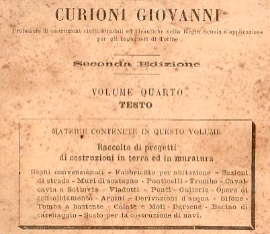 CURIONI GIOVANNI
Professore di costruzioni civili, stradali ed idrauliche nella Regia Scuola d'applicazione
per gli Ingegneri di Torino
Seconda Edizione
VOLUME QUARTO
TESTO
MATERIE CONTENUTE IN QUESTO VOLUME
Raccolta di progetti
di costruzioni in terra ed in muratura
Segni convenzionali - Fabbricato per abitazione - Sezioni
di strade - Muri di sostegno - Ponticelli - Trombe - Caval-
cavia e Sottovia - Viadotti - Ponti - Gallerie - Opere di
consolidamento - Argini - Derivazioni d'acqua - Sifone -
Tomba a battente - Calate e Moli - Darsene - Bacino di
carenaggio - Scalo per la costruzione di navi.